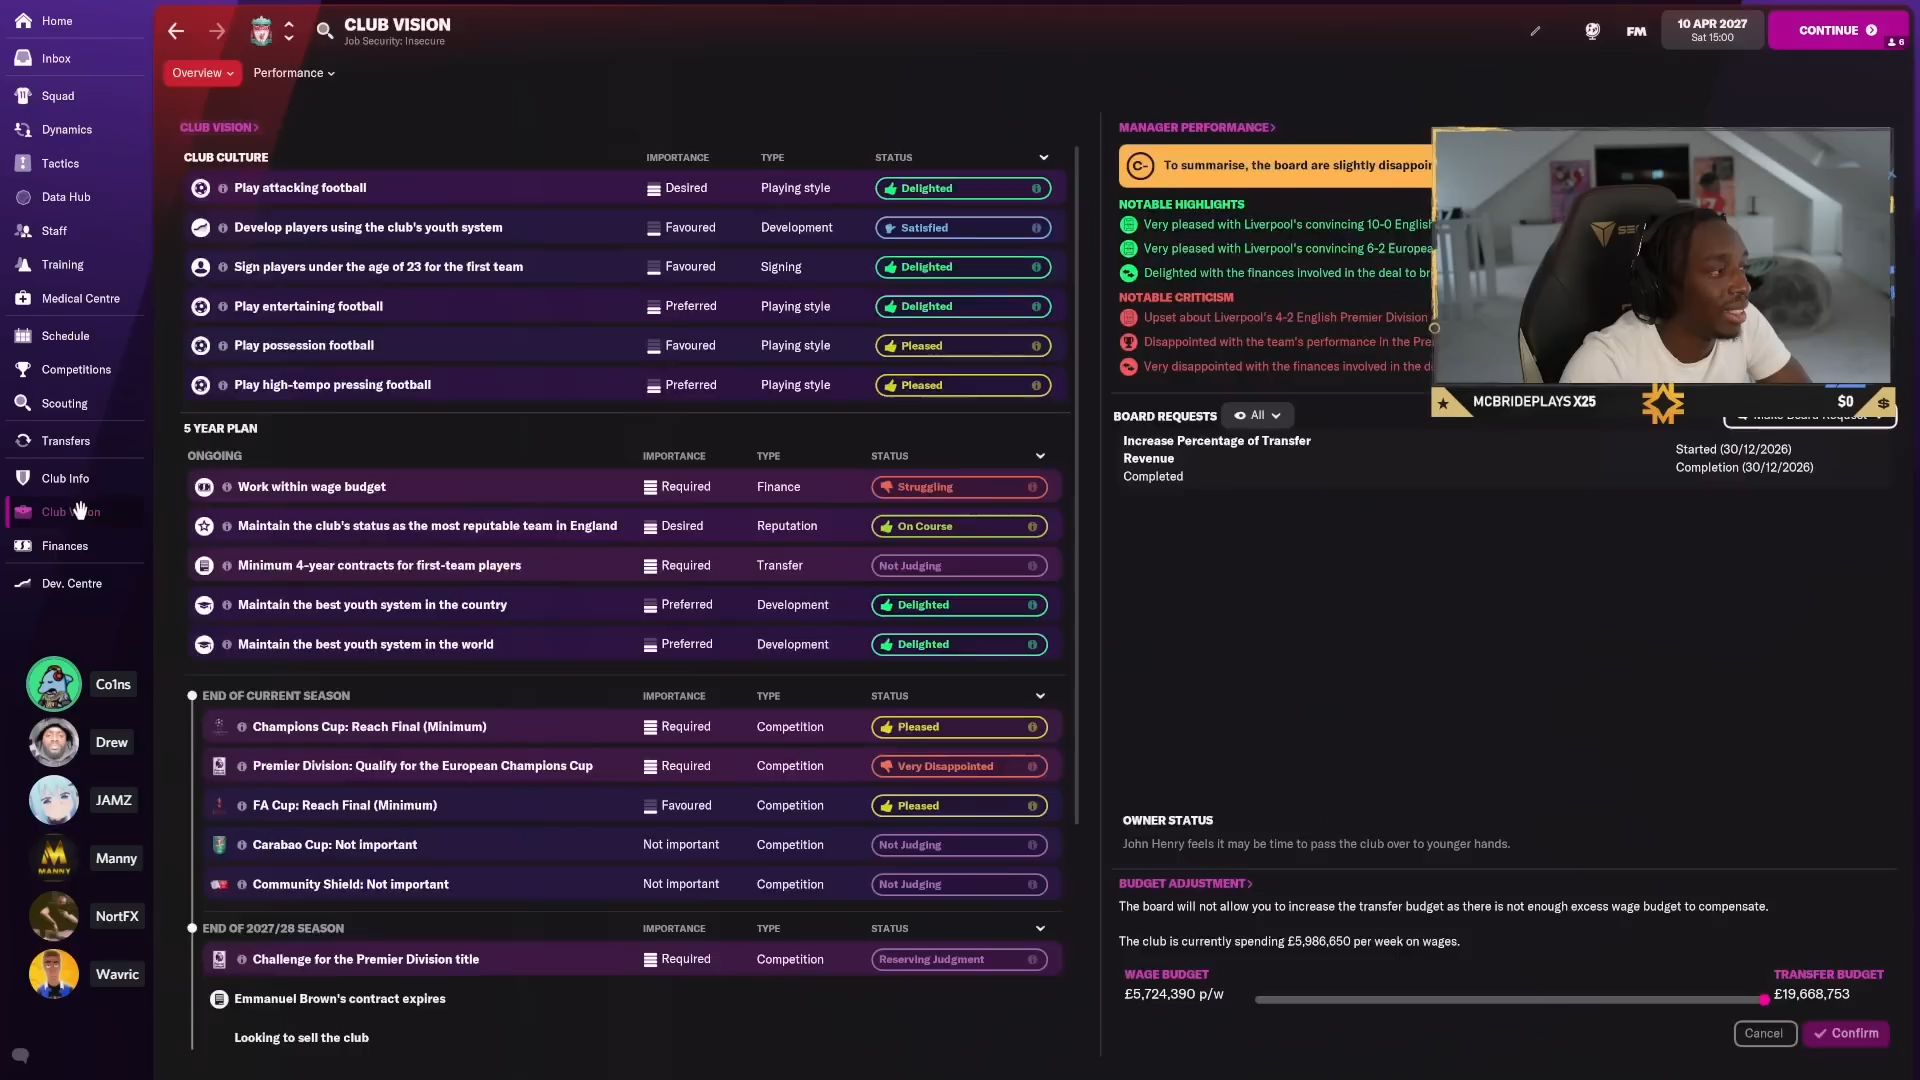 Home
Inbox
Squad
Dynamics
Tactics
Data Hub
Staff
Training
Medical Centre
Schedule
Competitions
Scouting
Transfers
Club Info
Finances
Dev. Centre
Co1ns
Drew
JAMZ
Manny
MANNY
NortFX
Wavric
CLUB VISION
Job Security: Insecure
FM
10 APR 2027
Sat 15:00
CONTINUE
6
Overview
Performance
CLUB VISION>
CLUB CULTURE IMPORTANCE TYPE STATUS
Play attacking football Desired Playing style Delighted
Develop players using the club's youth system Favoured Development Satisfied
Sign players under the age of 23 for the first team Favoured Signing Delighted
Play entertaining football Preferred Playing style Delighted
Play possession football Favoured Playing style Pleased
Play high-tempo pressing football Preferred Playing style Pleased
5 YEAR PLAN
ONGOING IMPORTANCE TYPE STATUS
Work within wage budget Required Finance Struggling
Maintain the club's status as the most reputable team in England Desired Reputation On Course
Minimum 4-year contracts for first-team players Required Transfer Not Judging
Maintain the best youth system in the country Preferred Development Delighted
Maintain the best youth system in the world Preferred Development Delighted
END OF CURRENT SEASON IMPORTANCE TYPE STATUS
Champions Cup: Reach Final (Minimum) Required Competition Pleased
Premier Division: Qualify for the European Champions Cup Required Competition Very Disappointed
FA Cup: Reach Final (Minimum) Favoured Competition Pleased
Carabao Cup: Not important Not important Competition Not Judging
Community Shield: Not important Not Important Competition Not Judging
END OF 2027/28 SEASON IMPORTANCE TYPE STATUS
Challenge for the Premier Division title Required Competition Reserving Judgment
Emmanuel Brown's contract expires
Looking to sell the club
MANAGER PERFORMANCE>
C- To summarise, the board are slightly
NOTABLE HIGHLIGHTS
Very pleased with Liverpool's convincing 10-0
Very pleased with Liverpool's convincing 6-2
Delighted with the finances involved in the deal to
NOTABLE CRITICISM
Upset about Liverpool's 4-2 English Premier Division
Disappointed with the team's performance in the
Very disappointed with the finances involved in the
MCBRIDEPLAYS X25
$0
$
BOARD REQUESTS All
Make Board Request
Increase Percentage of Transfer
Revenue
Completed
Started (30/12/2026)
Completion (30/12/2026)
OWNER STATUS
John Henry feels it may be time to pass the club over to younger hands.
BUDGET ADJUSTMENT>
The board will not allow you to increase the transfer budget as there is not enough excess wage budget to compensate.
The club is currently spending £5,986,650 per week on wages.
WAGE BUDGET
£5,724,390 p/w
TRANSFER BUDGET
£19,668,753
Cancel
Confirm